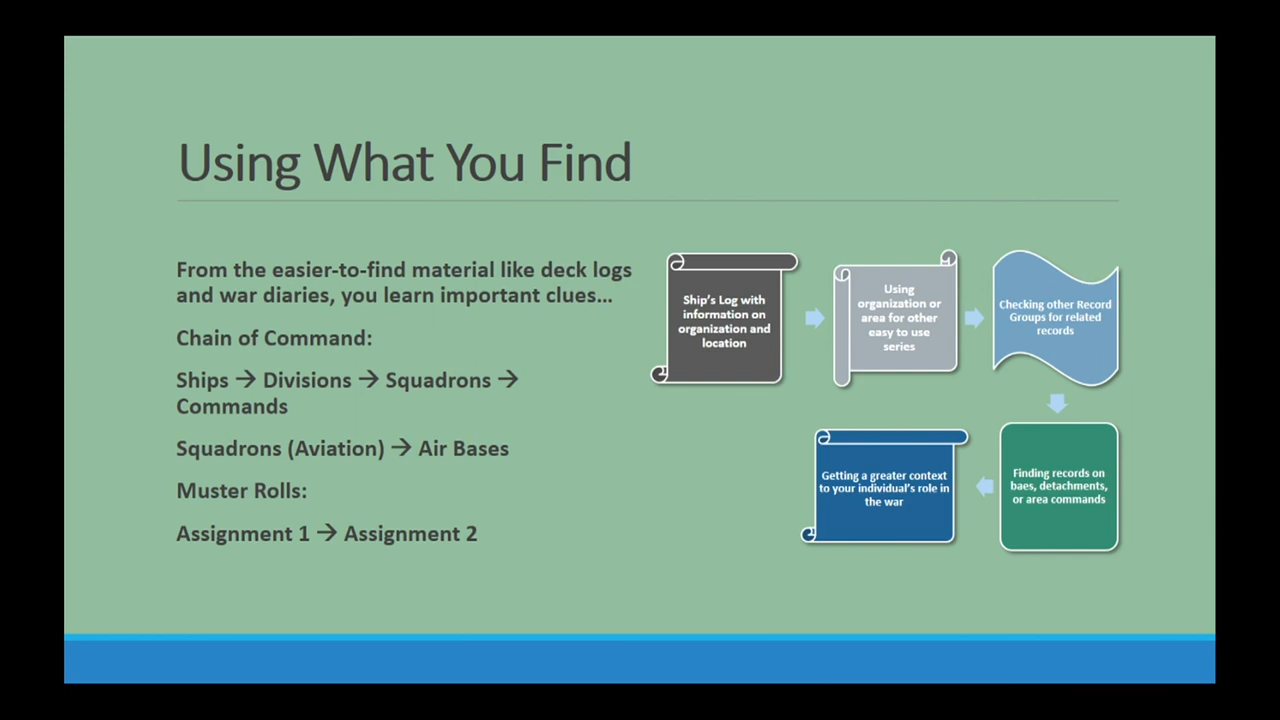 Using What You Find
From the easier-to-find material like deck logs
and war diaries, you learn important clues...
Chain of Command:
Ships → Divisions → Squadrons →
Commands
Squadrons (Aviation) → Air Bases
Muster Rolls:
Assignment 1 → Assignment 2
Ship's Log with
information on
organization and
location
Using
organization or
area for other
easy to use
series
Checking other Record
Groups for related
records
Finding records on
baes, detachments,
or area commands
Getting a greater context
to your individual's role in
the war